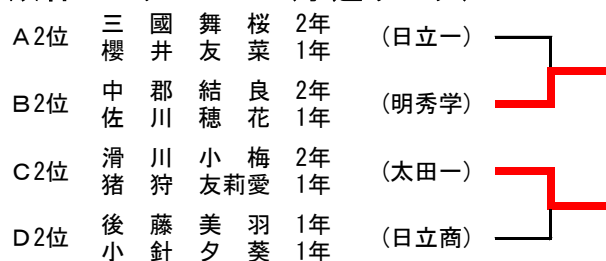 A2位 三國舞桜 2年 (日立一)
櫻井友菜 1年
B2位 中郡結良 2年 (明秀学)
佐川穂花 1年
C2位 滑川小梅 2年 (太田一)
猪狩友莉愛 1年
D2位 後藤美羽 1年 (日立商)
小針夕葵 1年